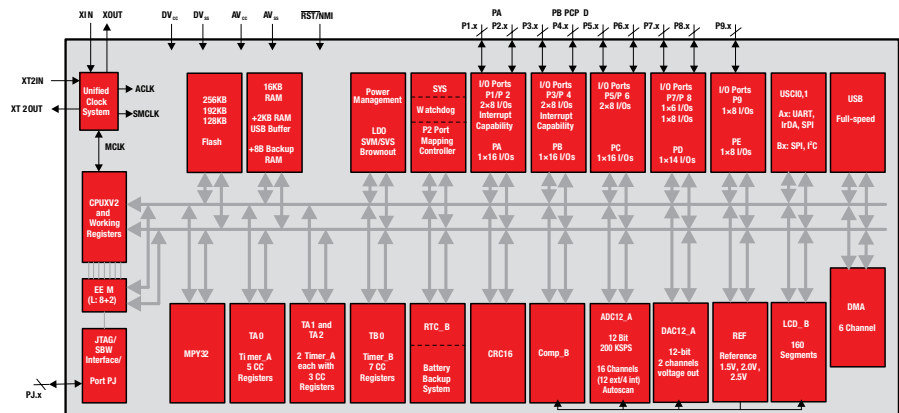 XIN XOUT DVCC DVSS AVCC AVSS RST/NMI PA PB PCP D
P1.x P2.x P3.x P4.x P5.x P6.x P7.x P8.x P9.x
XT2IN
XT 2OUT
Unified
Clock
System
ACLK
SMCLK
MCLK
256KB
192KB
128KB
Flash
16KB
RAM
+2KB RAM
USB Buffer
+8B Backup
RAM
Power
Management
LDO
SVM/SVS
Brownout
SYS
Watchdog
P2 Port
Mapping
Controller
I/O Ports
P1/P 2
2×8 I/Os
Interrupt
Capability
PA
1×16 I/Os
I/O Ports
P3/P 4
2×8 I/Os
Interrupt
Capability
PB
1×16 I/Os
I/O Ports
P5/P 6
2×8 I/Os
PC
1×16 I/Os
I/O Ports
P7/P 8
1×6 I/Os
1×8 I/Os
PD
1×14 I/Os
I/O Ports
P9
1×8 I/Os
PE
1×8 I/Os
USCI0,1
Ax: UART,
IrDA, SPI
Bx: SPI, I²C
USB
Full-speed
CPUXV2
and
Working
Registers
EE M
(L: 8+2)
JTAG/
SBW
Interface/
Port PJ
PJ.x
MPY32
TA0
Ti mer_A
5 CC
Registers
TA1 and
TA2
2 Timer_A
each with
3 CC
Registers
TB0
Timer_B
7 CC
Registers
RTC_B
Battery
Backup
System
CRC16
Comp_B
ADC12_A
12 Bit
200 KSPS
16 Channels
(12 ext/4 int)
Autoscan
DAC12_A
12-bit
2 channels
voltage out
REF
Reference
1.5V, 2.0V,
2.5V
LCD_B
160
Segments
DMA
6 Channel